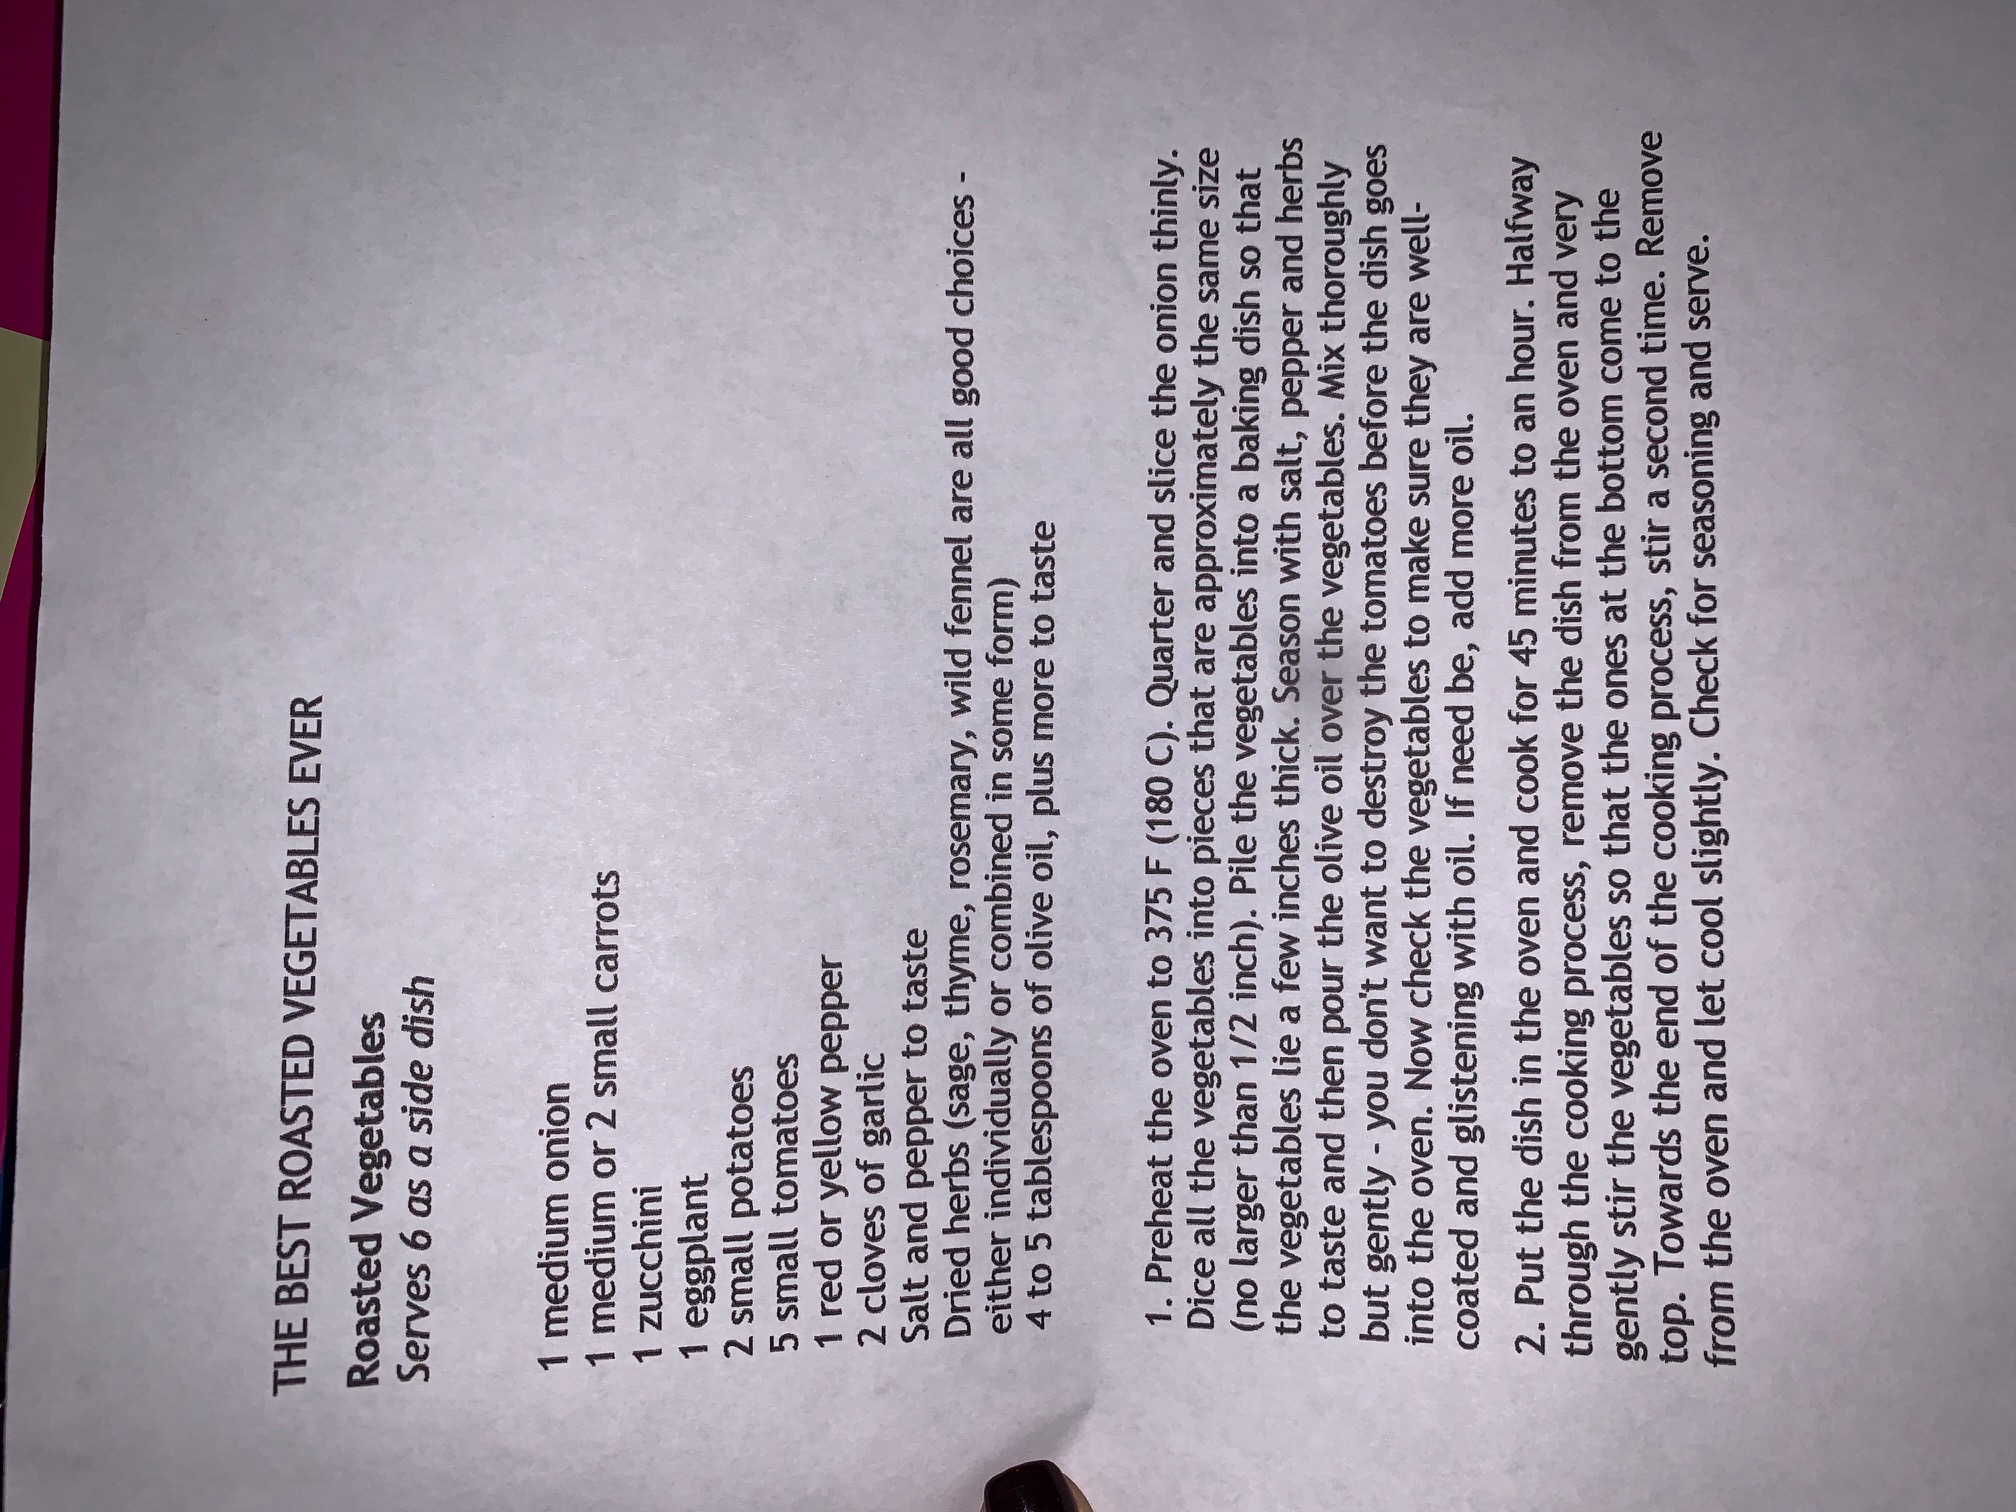 THE BEST ROASTED VEGETABLES EVER
Roasted Vegetables
Serves 6 as a side dish
1 medium onion
1 medium or 2 small carrots
1 zucchini
1 eggplant
2 small potatoes
5 small tomatoes
1 red or yellow pepper
2 cloves of garlic
Salt and pepper to taste
Dried herbs (sage, thyme, rosemary, wild fennel are all good choices -
either individually or combined in some form)
4 to 5 tablespoons of olive oil, plus more to taste
1. Preheat the oven to 375 F (180 C). Quarter and slice the onion thinly.
Dice all the vegetables into pieces that are approximately the same size
(no larger than 1/2 inch). Pile the vegetables into a baking dish so that
the vegetables lie a few inches thick. Season with salt, pepper and herbs
to taste and then pour the olive oil over the vegetables. Mix thoroughly
but gently - you don't want to destroy the tomatoes before the dish goes
into the oven. Now check the vegetables to make sure they are well-
coated and glistening with oil. If need be, add more oil.
2. Put the dish in the oven and cook for 45 minutes to an hour. Halfway
through the cooking process, remove the dish from the oven and very
gently stir the vegetables so that the ones at the bottom come to the
top. Towards the end of the cooking process, stir a second time. Remove
from the oven and let cool slightly. Check for seasoning and serve.